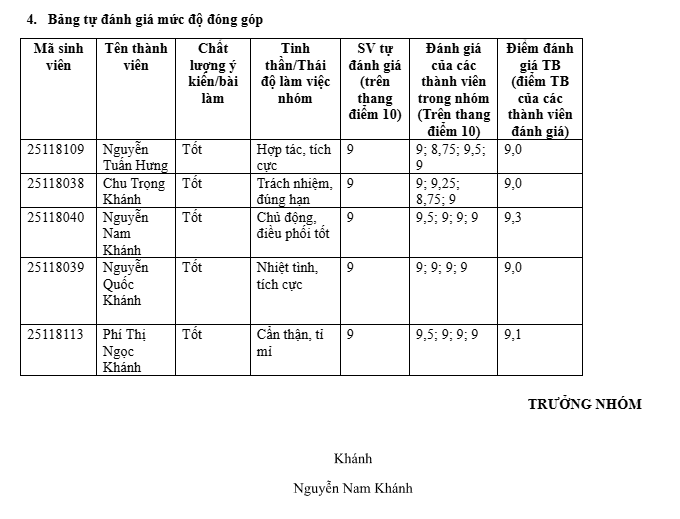 4. Bảng tự đánh giá mức độ đóng góp
Mã sinh viên | Tên thành viên | Chất lượng ý kiến/bài làm | Tinh thần/Thái độ làm việc nhóm | SV tự đánh giá (trên thang điểm 10) | Đánh giá của các thành viên trong nhóm (Trên thang điểm 10) | Điểm đánh giá TB (điểm TB của các thành viên đánh giá)
25118109 | Nguyễn Tuấn Hưng | Tốt | Hợp tác, tích cực | 9 | 9; 8,75; 9,5; 9 | 9,0
25118038 | Chu Trọng Khánh | Tốt | Trách nhiệm, đúng hạn | 9 | 9; 9,25; 8,75; 9 | 9,0
25118040 | Nguyễn Nam Khánh | Tốt | Chủ động, điều phối tốt | 9 | 9,5; 9; 9; 9 | 9,3
25118039 | Nguyễn Quốc Khánh | Tốt | Nhiệt tình, tích cực | 9 | 9; 9; 9; 9 | 9,0
25118113 | Phí Thị Ngọc Khánh | Tốt | Cẩn thận, tỉ mỉ | 9 | 9,5; 9; 9; 9 | 9,1
TRƯỞNG NHÓM
Khánh
Nguyễn Nam Khánh